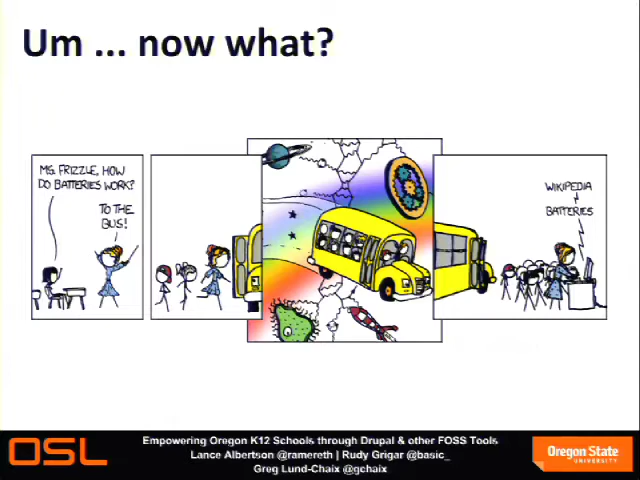 Um ... now what?
MS. FRIZZLE, HOW
DO BATTERIES WORK?
TO THE
BUS!
WIKIPEDIA
BATTERIES
OSL
Empowering Oregon K12 Schools through Drupal & other FOSS Tools
Lance Albertson @ramereth | Rudy Grigar @basic_
Greg Lund-Chaix @gchaix
Oregon State
UNIVERSITY